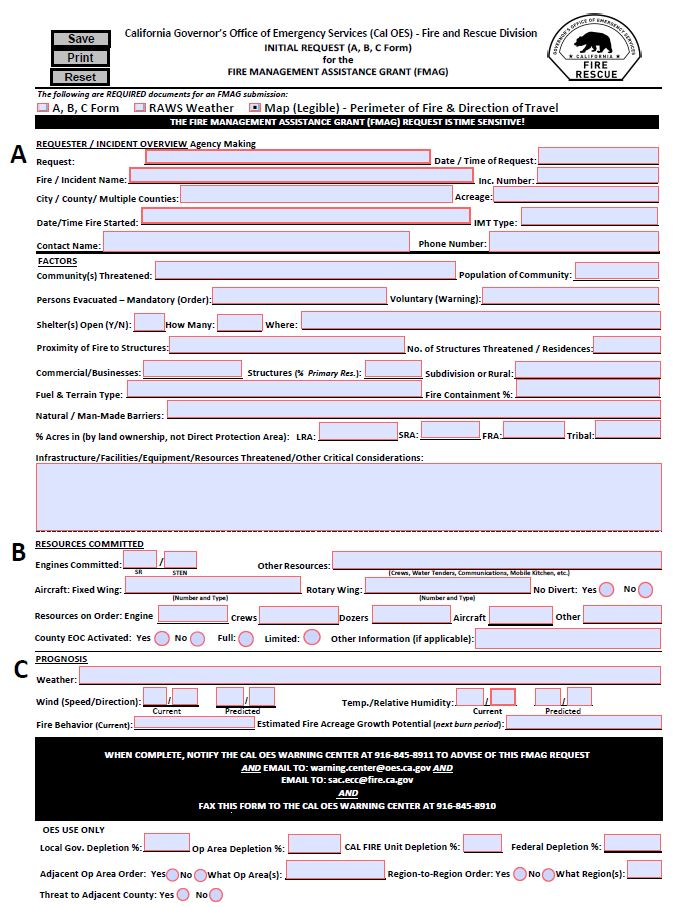 Save
Print
Reset
California Governor's Office of Emergency Services (Cal OES) - Fire and Rescue Division
INITIAL REQUEST (A, B, C Form)
for the
FIRE MANAGEMENT ASSISTANCE GRANT (FMAG)
GOVERNOR'S OFFICE OF EMERGENCY SERVICES
CALIFORNIA
FIRE
RESCUE
The following are REQUIRED documents for an FMAG submission:
A, B, C Form RAWS Weather Map (Legible) - Perimeter of Fire & Direction of Travel
THE FIRE MANAGEMENT ASSISTANCE GRANT (FMAG) REQUEST IS TIME SENSITIVE!
A
REQUESTER / INCIDENT OVERVIEW Agency Making
Request: Date / Time of Request:
Fire / Incident Name: Inc. Number:
City / County/ Multiple Counties: Acreage:
Date/Time Fire Started: IMT Type:
Contact Name: Phone Number:
FACTORS
Community(s) Threatened: Population of Community:
Persons Evacuated – Mandatory (Order): Voluntary (Warning):
Shelter(s) Open (Y/N): How Many: Where:
Proximity of Fire to Structures: No. of Structures Threatened / Residences:
Commercial/Businesses: Structures (% Primary Res.): Subdivision or Rural:
Fuel & Terrain Type: Fire Containment %:
Natural / Man-Made Barriers:
% Acres in (by land ownership, not Direct Protection Area): LRA: SRA: FRA: Tribal:
Infrastructure/Facilities/Equipment/Resources Threatened/Other Critical Considerations:
B
RESOURCES COMMITTED
Engines Committed: / Other Resources:
SR STEN (Crews, Water Tenders, Communications, Mobile Kitchen, etc.)
Aircraft: Fixed Wing: Rotary Wing: No Divert: Yes No
(Number and Type) (Number and Type)
Resources on Order: Engine Crews Dozers Aircraft Other
County EOC Activated: Yes No Full: Limited: Other Information (if applicable):
C
PROGNOSIS
Weather:
Wind (Speed/Direction): / / Temp./Relative Humidity: / /
Current Predicted Current Predicted
Fire Behavior (Current): Estimated Fire Acreage Growth Potential (next burn period):
WHEN COMPLETE, NOTIFY THE CAL OES WARNING CENTER AT 916-845-8911 TO ADVISE OF THIS FMAG REQUEST
AND EMAIL TO: warning.center@oes.ca.gov AND
EMAIL TO: sac.ecc@fire.ca.gov
AND
FAX THIS FORM TO THE CAL OES WARNING CENTER AT 916-845-8910
OES USE ONLY
Local Gov. Depletion %: Op Area Depletion %: CAL FIRE Unit Depletion %: Federal Depletion %:
Adjacent Op Area Order: Yes No What Op Area(s): Region-to-Region Order: Yes No What Region(s):
Threat to Adjacent County: Yes No